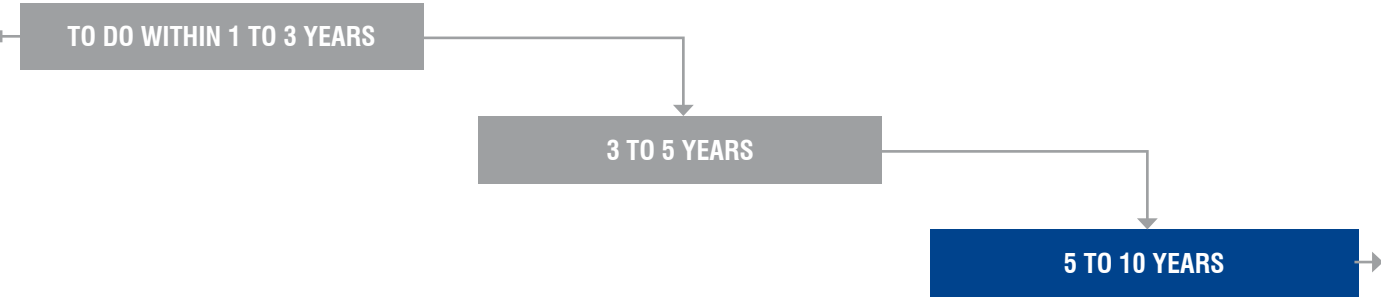 TO DO WITHIN 1 TO 3 YEARS
3 TO 5 YEARS
5 TO 10 YEARS